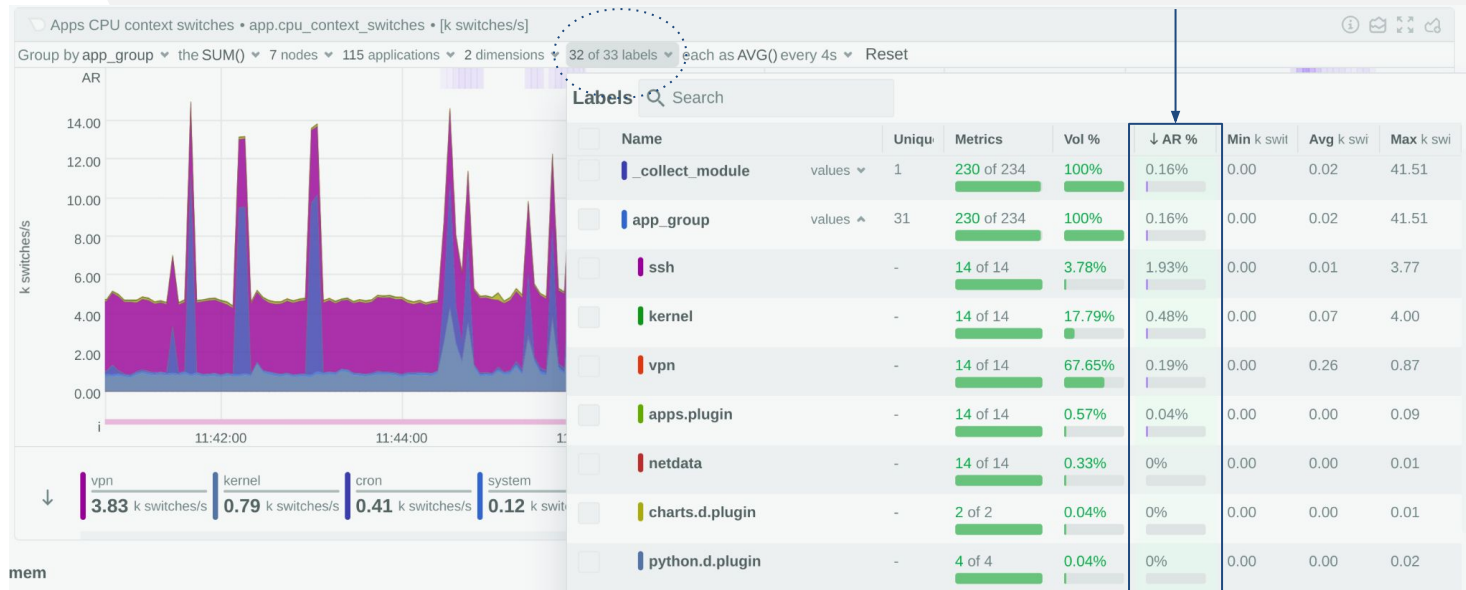 Apps CPU context switches • app.cpu_context_switches • [k switches/s]
Group by app_group the SUM() 7 nodes 115 applications 2 dimensions 32 of 33 labels each as AVG() every 4s Reset
AR
14.00
12.00
10.00
8.00
6.00
4.00
2.00
0.00
k switches/s
i
11:42:00 11:44:00 11
vpn kernel cron system
3.83 k switches/s 0.79 k switches/s 0.41 k switches/s 0.12 k swit
mem
Labels Search
Name Uniqu Metrics Vol % ↓ AR % Min k swit Avg k swi Max k swi
_collect_module values 1 230 of 234 100% 0.16% 0.00 0.02 41.51
app_group values 31 230 of 234 100% 0.16% 0.00 0.02 41.51
ssh - 14 of 14 3.78% 1.93% 0.00 0.01 3.77
kernel - 14 of 14 17.79% 0.48% 0.00 0.07 4.00
vpn - 14 of 14 67.65% 0.19% 0.00 0.26 0.87
apps.plugin - 14 of 14 0.57% 0.04% 0.00 0.00 0.09
netdata - 14 of 14 0.33% 0% 0.00 0.00 0.01
charts.d.plugin - 2 of 2 0.04% 0% 0.00 0.00 0.01
python.d.plugin - 4 of 4 0.04% 0% 0.00 0.00 0.02